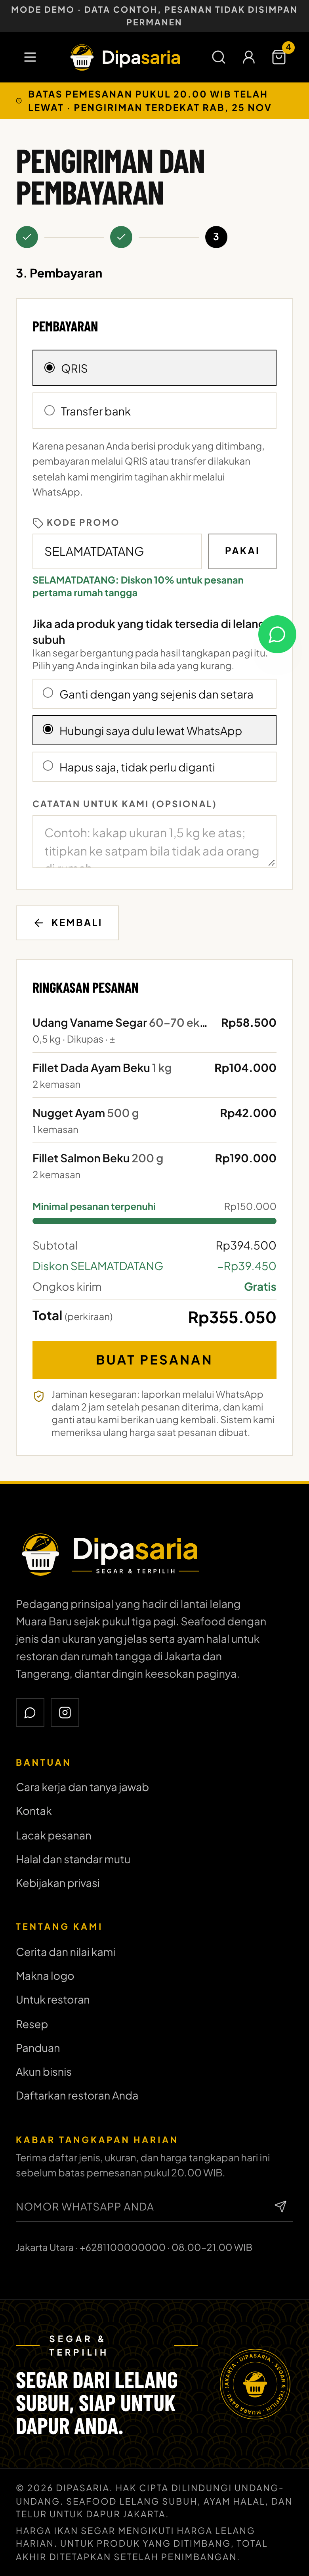 MODE DEMO · DATA CONTOH, PESANAN TIDAK DISIMPAN
PERMANEN
Dipasaria
4
BATAS PEMESANAN PUKUL 20.00 WIB TELAH
LEWAT · PENGIRIMAN TERDEKAT RAB, 25 NOV
PENGIRIMAN DAN
PEMBAYARAN
3
3. Pembayaran
PEMBAYARAN
QRIS
Transfer bank
Karena pesanan Anda berisi produk yang ditimbang,
pembayaran melalui QRIS atau transfer dilakukan
setelah kami mengirim tagihan akhir melalui
WhatsApp.
KODE PROMO
SELAMATDATANG
PAKAI
SELAMATDATANG: Diskon 10% untuk pesanan
pertama rumah tangga
Jika ada produk yang tidak tersedia di lelang
subuh
Ikan segar bergantung pada hasil tangkapan pagi itu.
Pilih yang Anda inginkan bila ada yang kurang.
Ganti dengan yang sejenis dan setara
Hubungi saya dulu lewat WhatsApp
Hapus saja, tidak perlu diganti
CATATAN UNTUK KAMI (OPSIONAL)
Contoh: kakap ukuran 1,5 kg ke atas;
titipkan ke satpam bila tidak ada orang
di rumah
KEMBALI
RINGKASAN PESANAN
Udang Vaname Segar 60–70 ek… Rp58.500
0,5 kg · Dikupas · ±
Fillet Dada Ayam Beku 1 kg Rp104.000
2 kemasan
Nugget Ayam 500 g Rp42.000
1 kemasan
Fillet Salmon Beku 200 g Rp190.000
2 kemasan
Minimal pesanan terpenuhi Rp150.000
Subtotal Rp394.500
Diskon SELAMATDATANG −Rp39.450
Ongkos kirim Gratis
Total (perkiraan) Rp355.050
BUAT PESANAN
Jaminan kesegaran: laporkan melalui WhatsApp
dalam 2 jam setelah pesanan diterima, dan kami
ganti atau kami berikan uang kembali. Sistem kami
memeriksa ulang harga saat pesanan dibuat.
Dipasaria
SEGAR & TERPILIH
Pedagang prinsipal yang hadir di lantai lelang
Muara Baru sejak pukul tiga pagi. Seafood dengan
jenis dan ukuran yang jelas serta ayam halal untuk
restoran dan rumah tangga di Jakarta dan
Tangerang, diantar dingin keesokan paginya.
BANTUAN
Cara kerja dan tanya jawab
Kontak
Lacak pesanan
Halal dan standar mutu
Kebijakan privasi
TENTANG KAMI
Cerita dan nilai kami
Makna logo
Untuk restoran
Resep
Panduan
Akun bisnis
Daftarkan restoran Anda
KABAR TANGKAPAN HARIAN
Terima daftar jenis, ukuran, dan harga tangkapan hari ini
sebelum batas pemesanan pukul 20.00 WIB.
NOMOR WHATSAPP ANDA
Jakarta Utara · +6281100000000 · 08.00–21.00 WIB
SEGAR &
TERPILIH
SEGAR DARI LELANG
SUBUH, SIAP UNTUK
DAPUR ANDA.
© 2026 DIPASARIA. HAK CIPTA DILINDUNGI UNDANG-
UNDANG. SEAFOOD LELANG SUBUH, AYAM HALAL, DAN
TELUR UNTUK DAPUR JAKARTA.
HARGA IKAN SEGAR MENGIKUTI HARGA LELANG
HARIAN. UNTUK PRODUK YANG DITIMBANG, TOTAL
AKHIR DITETAPKAN SETELAH PENIMBANGAN.